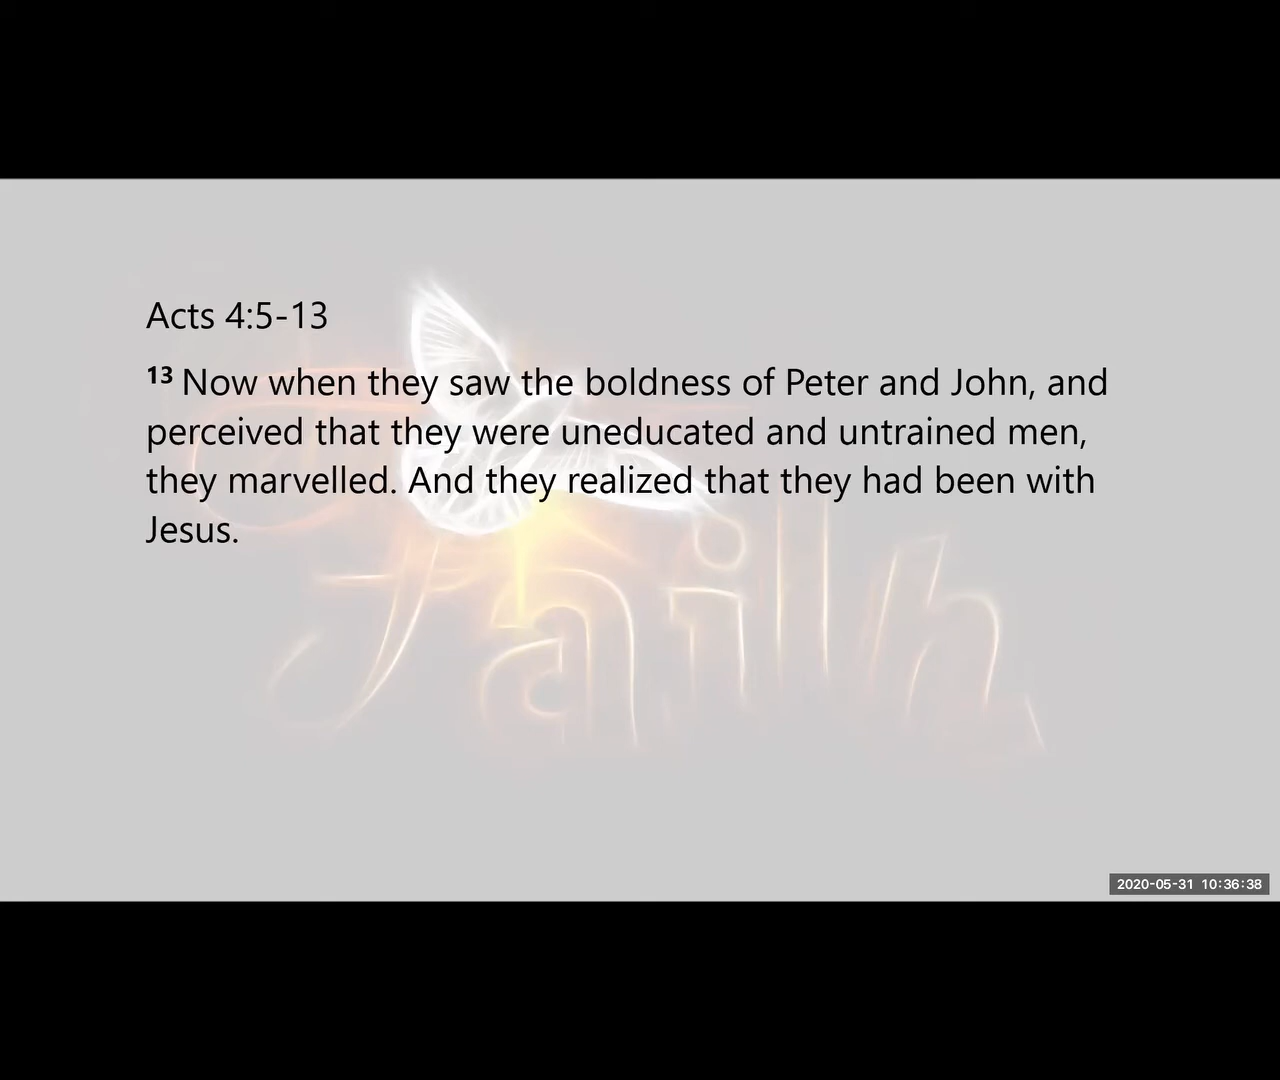 Acts 4:5-13
13 Now when they saw the boldness of Peter and John, and
perceived that they were uneducated and untrained men,
they marvelled. And they realized that they had been with
Jesus.
Faith
2020-05-31 10:36:38